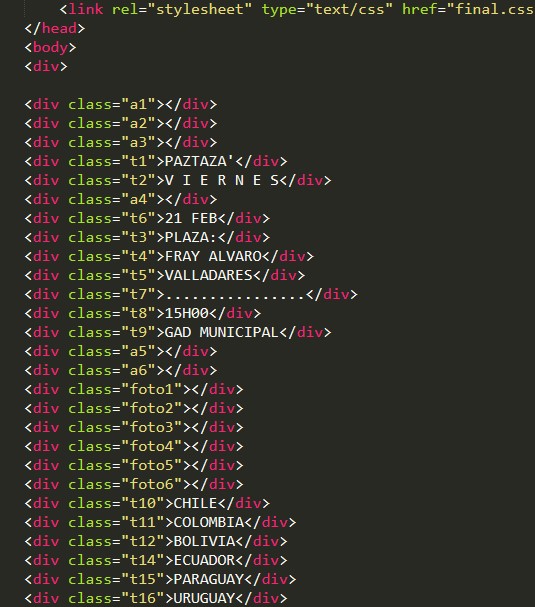 <link rel="stylesheet" type="text/css" href="final.css
</head>
<body>
<div>
<div class="a1"></div>
<div class="a2"></div>
<div class="a3"></div>
<div class="t1">PAZTAZA'</div>
<div class="t2">V I E R N E S</div>
<div class="a4"></div>
<div class="t6">21 FEB</div>
<div class="t3">PLAZA:</div>
<div class="t4">FRAY ALVARO</div>
<div class="t5">VALLADARES</div>
<div class="t7">................</div>
<div class="t8">15H00</div>
<div class="t9">GAD MUNICIPAL</div>
<div class="a5"></div>
<div class="a6"></div>
<div class="foto1"></div>
<div class="foto2"></div>
<div class="foto3"></div>
<div class="foto4"></div>
<div class="foto5"></div>
<div class="foto6"></div>
<div class="t10">CHILE</div>
<div class="t11">COLOMBIA</div>
<div class="t12">BOLIVIA</div>
<div class="t14">ECUADOR</div>
<div class="t15">PARAGUAY</div>
<div class="t16">URUGUAY</div>